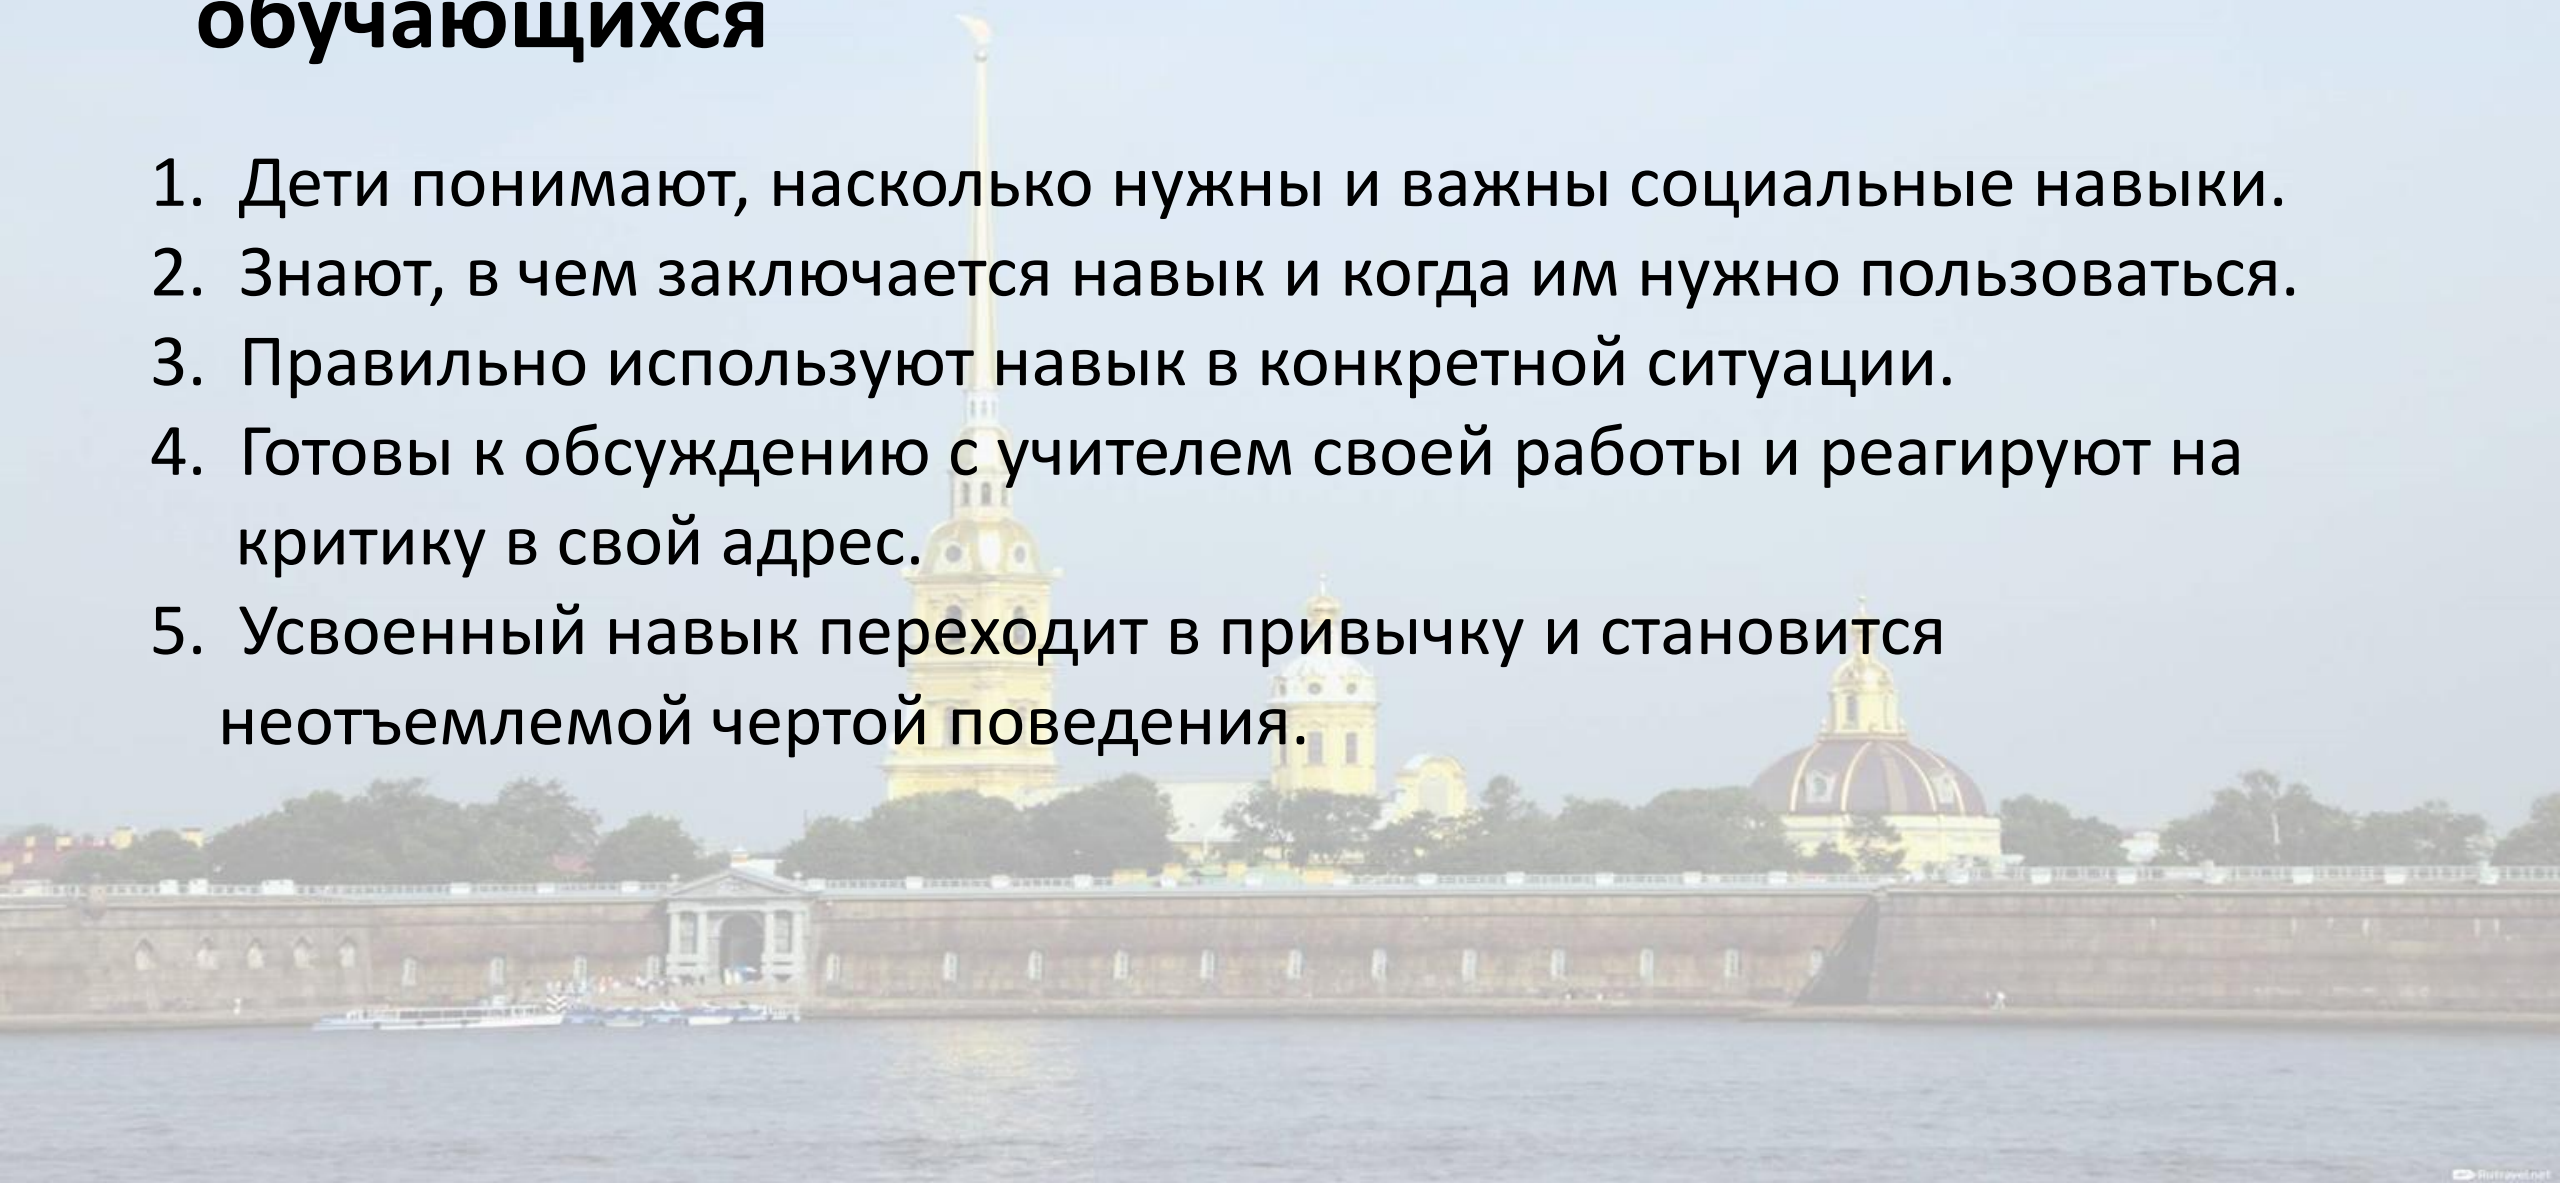 обучающихся
1. Дети понимают, насколько нужны и важны социальные навыки.
2. Знают, в чем заключается навык и когда им нужно пользоваться.
3. Правильно используют навык в конкретной ситуации.
4. Готовы к обсуждению с учителем своей работы и реагируют на
критику в свой адрес.
5. Усвоенный навык переходит в привычку и становится
неотъемлемой чертой поведения.
Rutravel.net